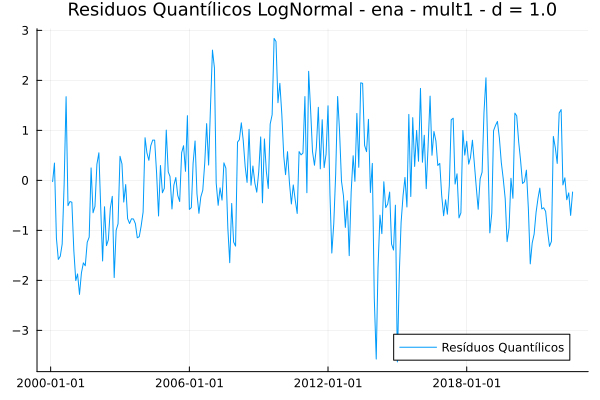 Residuos Quantílicos LogNormal - ena - mult1 - d = 1.0
3
2
1
0
−1
−2
−3
Resíduos Quantílicos
2000-01-01 2006-01-01 2012-01-01 2018-01-01